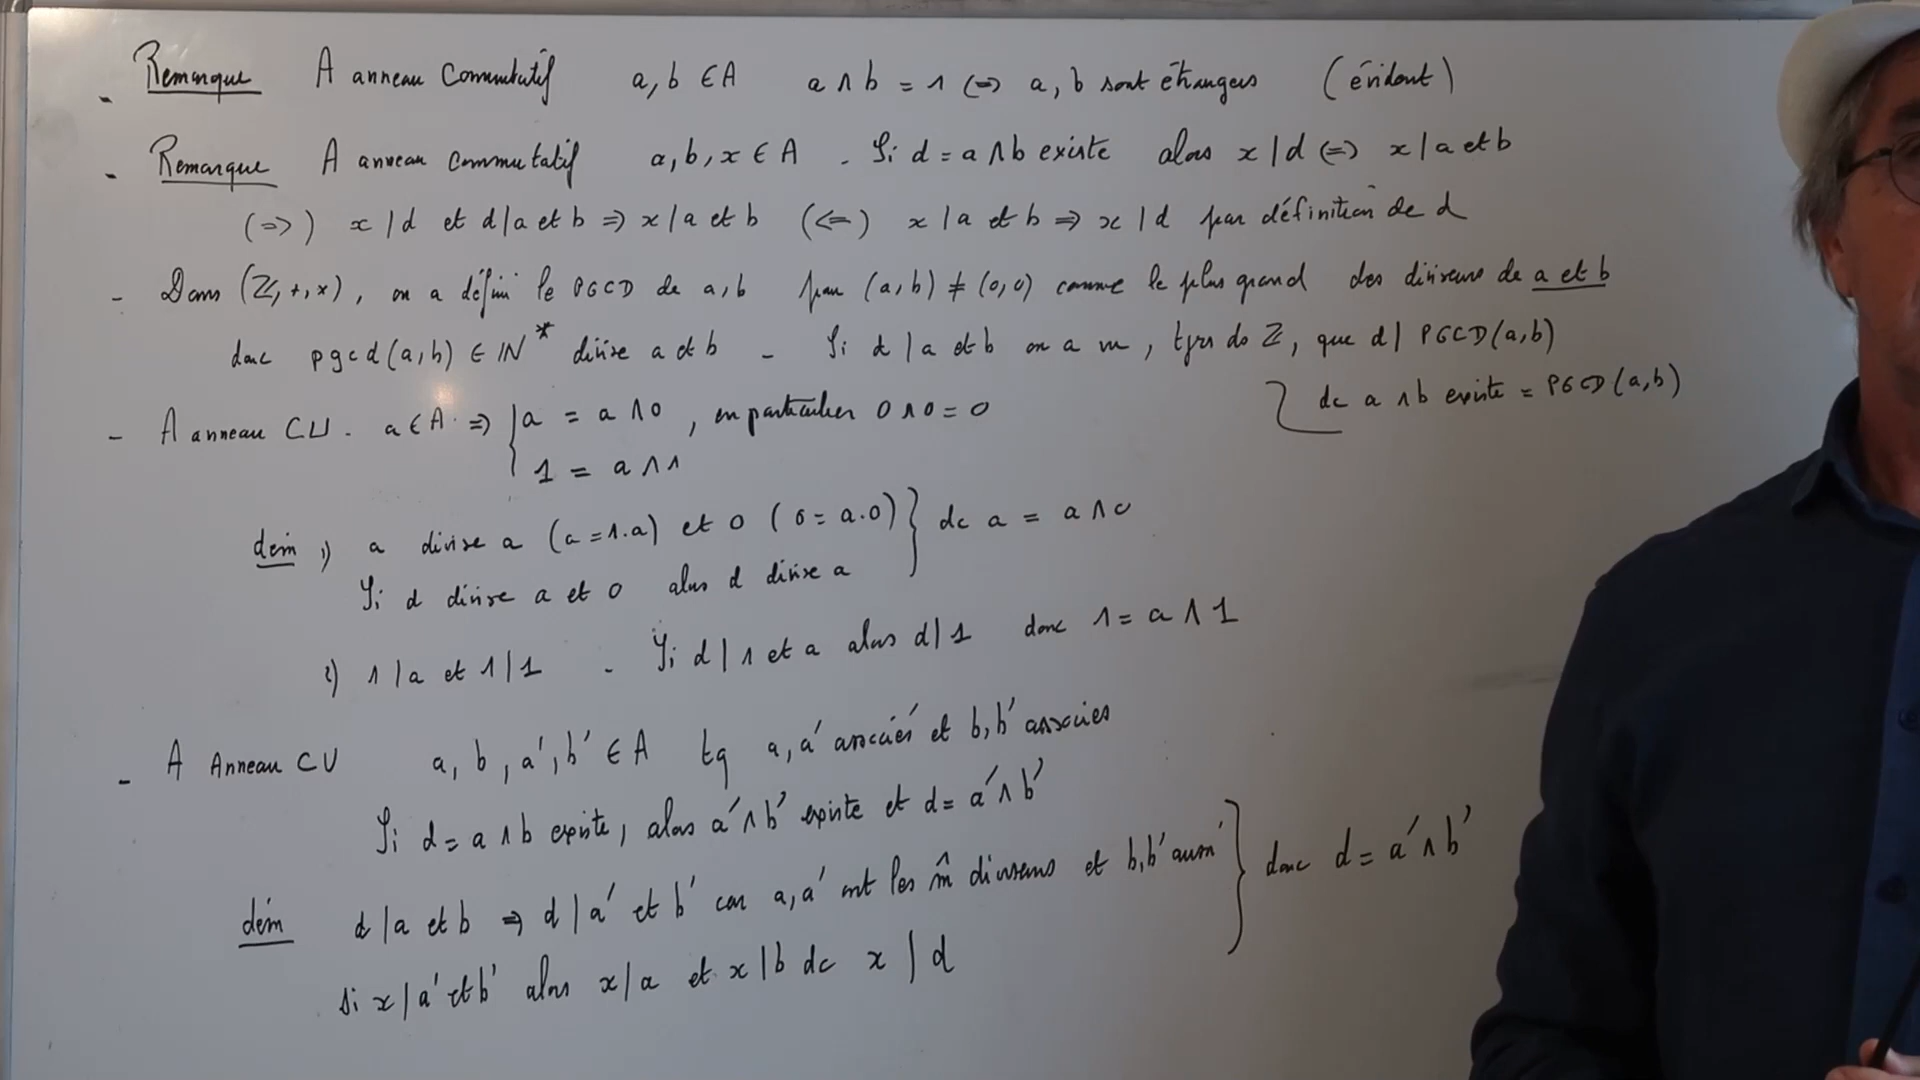 - Remarque A anneau Commutatif a, b ∈ A a ∧ b = 1 (=) a, b sont étrangers (évident)
- Remarque A anneau commutatif a, b, x ∈ A - Si d = a ∧ b existe alors x | d (=) x | a et b
(=>) x | d et d | a et b => x | a et b (<=) x | a et b => x | d par définition de d
- Dans (ℤ, +, ×), on a défini le PGCD de a, b pour (a, b) ≠ (0, 0) comme le plus grand des diviseurs de a et b
donc pgcd(a, b) ∈ ℕ* divise a et b - Si d | a et b on a vu, de ℤ, que d | PGCD(a, b)
dc a ∧ b existe = PGCD(a, b)
- A anneau CU. a ∈ A => { a = a ∧ 0, en particulier 0 ∧ 0 = 0
1 = a ∧ 1
dém 1) a divise a (a = 1.a) et 0 (0 = a.0) } dc a = a ∧ 0
Si d divise a et 0 alors d divise a
2) 1 | a et 1 | 1 - Si d | 1 et a alors d | 1 donc 1 = a ∧ 1
- A Anneau CU a, b, a', b' ∈ A tq a, a' associés et b, b' associés
Si d = a ∧ b existe, alors a' ∧ b' existe et d = a' ∧ b'
dém d | a et b => d | a' et b' car a, a' ont les m̂ diviseurs et b, b' aussi } donc d = a' ∧ b'
si x | a' et b' alors x | a et x | b dc x | d